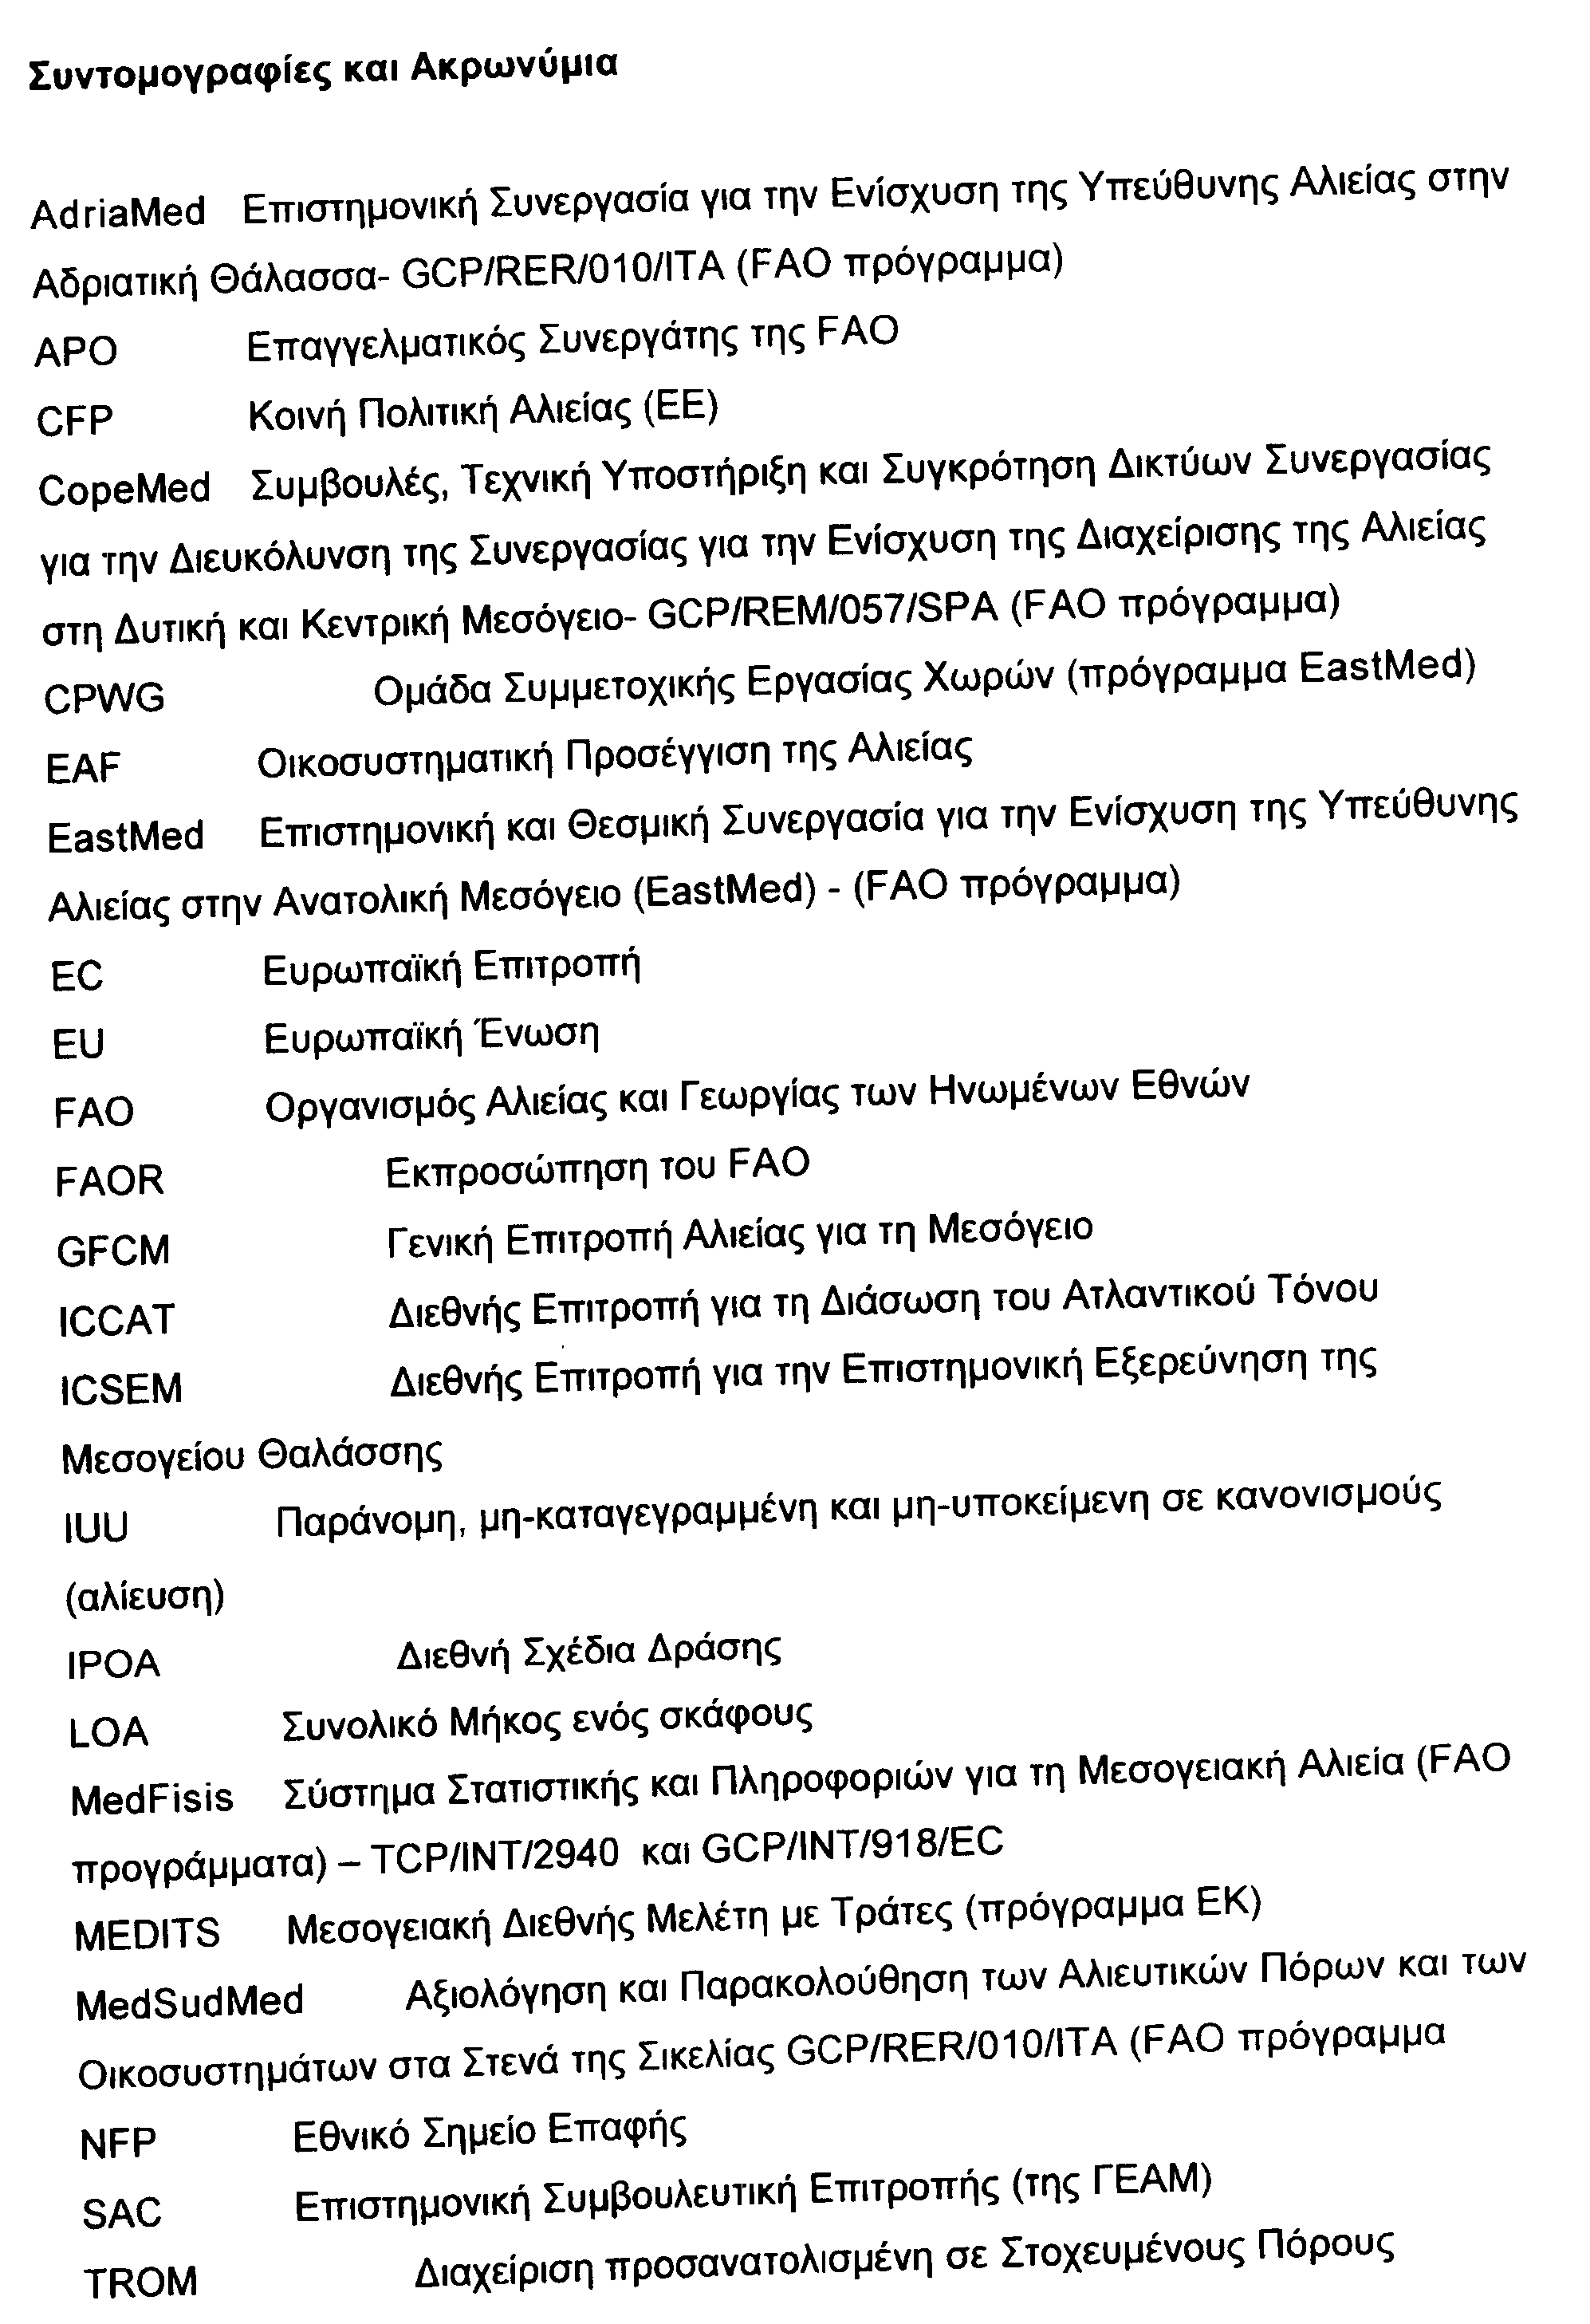 Συντομογραφίες και Ακρωνύμια
AdriaMed Επιστημονική Συνεργασία για την Ενίσχυση της Υπεύθυνης Αλιείας στην
Αδριατική Θάλασσα- GCP/RER/010/ITA (FAO πρόγραμμα)
APO Επαγγελματικός Συνεργάτης της FAO
CFP Κοινή Πολιτική Αλιείας (ΕΕ)
CopeMed Συμβουλές, Τεχνική Υποστήριξη και Συγκρότηση Δικτύων Συνεργασίας
για την Διευκόλυνση της Συνεργασίας για την Ενίσχυση της Διαχείρισης της Αλιείας
στη Δυτική και Κεντρική Μεσόγειο- GCP/REM/057/SPA (FAO πρόγραμμα)
CPWG Ομάδα Συμμετοχικής Εργασίας Χωρών (πρόγραμμα EastMed)
EAF Οικοσυστηματική Προσέγγιση της Αλιείας
EastMed Επιστημονική και Θεσμική Συνεργασία για την Ενίσχυση της Υπεύθυνης
Αλιείας στην Ανατολική Μεσόγειο (EastMed) - (FAO πρόγραμμα)
EC Ευρωπαϊκή Επιτροπή
EU Ευρωπαϊκή Ένωση
FAO Οργανισμός Αλιείας και Γεωργίας των Ηνωμένων Εθνών
FAOR Εκπροσώπηση του FAO
GFCM Γενική Επιτροπή Αλιείας για τη Μεσόγειο
ICCAT Διεθνής Επιτροπή για τη Διάσωση του Ατλαντικού Τόνου
ICSEM Διεθνής Επιτροπή για την Επιστημονική Εξερεύνηση της
Μεσογείου Θαλάσσης
IUU Παράνομη, μη-καταγεγραμμένη και μη-υποκείμενη σε κανονισμούς
(αλίευση)
IPOA Διεθνή Σχέδια Δράσης
LOA Συνολικό Μήκος ενός σκάφους
MedFisis Σύστημα Στατιστικής και Πληροφοριών για τη Μεσογειακή Αλιεία (FAO
προγράμματα) – TCP/INT/2940 και GCP/INT/918/EC
MEDITS Μεσογειακή Διεθνής Μελέτη με Τράτες (πρόγραμμα ΕΚ)
MedSudMed Αξιολόγηση και Παρακολούθηση των Αλιευτικών Πόρων και των
Οικοσυστημάτων στα Στενά της Σικελίας GCP/RER/010/ITA (FAO πρόγραμμα
NFP Εθνικό Σημείο Επαφής
SAC Επιστημονική Συμβουλευτική Επιτροπής (της ΓΕΑΜ)
TROM Διαχείριση προσανατολισμένη σε Στοχευμένους Πόρους